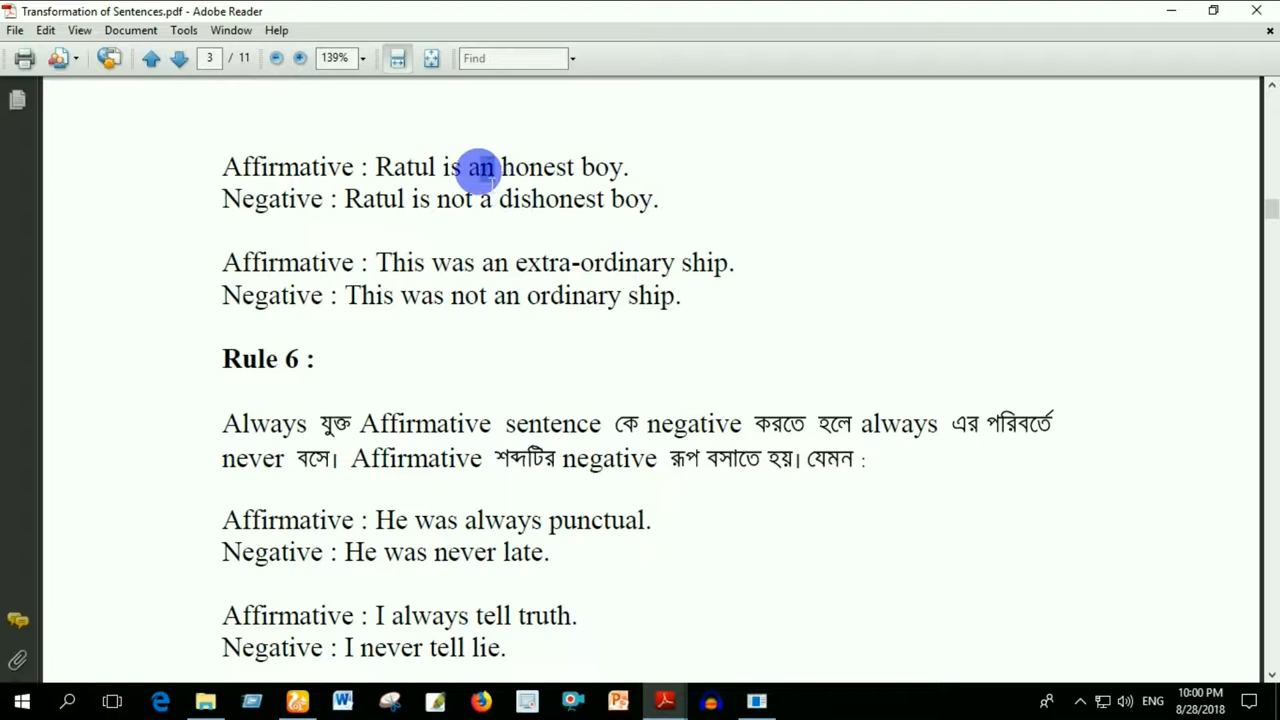 Transformation of Sentences.pdf - Adobe Reader
File Edit View Document Tools Window Help
3 / 11 139% Find
Affirmative : Ratul is an honest boy.
Negative : Ratul is not a dishonest boy.
Affirmative : This was an extra-ordinary ship.
Negative : This was not an ordinary ship.
Rule 6 :
Always যুক্ত Affirmative sentence কে negative করতে হলে always এর পরিবর্তে
never বসে। Affirmative শব্দটির negative রূপ বসাতে হয়। যেমন :
Affirmative : He was always punctual.
Negative : He was never late.
Affirmative : I always tell truth.
Negative : I never tell lie.
ENG
10:00 PM
8/28/2018